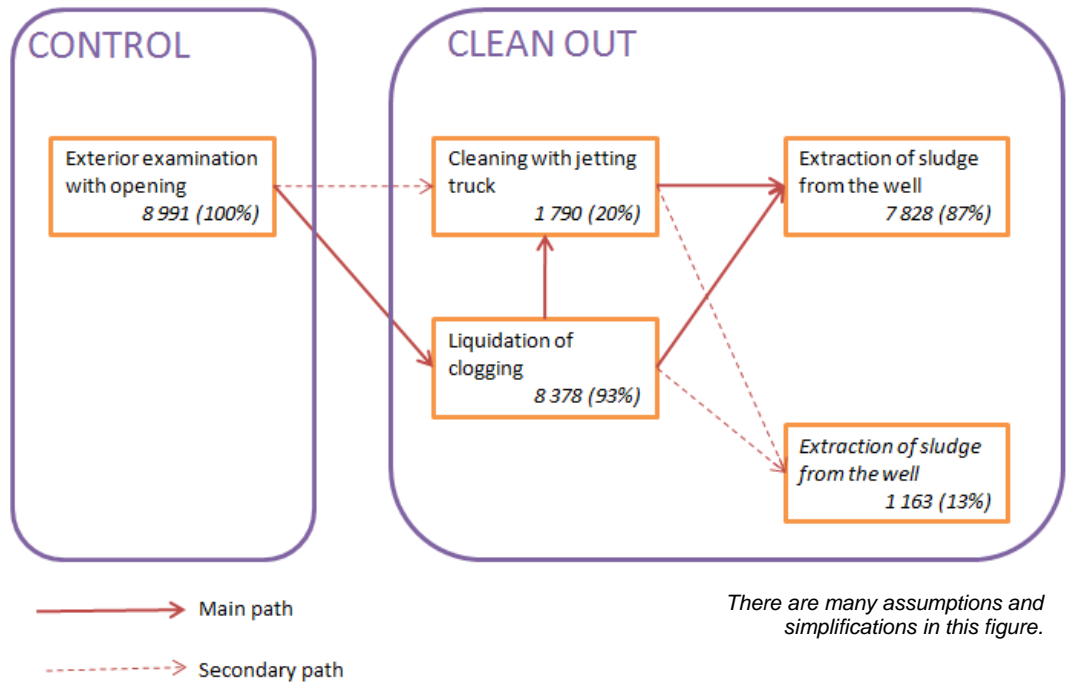 CONTROL
Exterior examination
with opening
8 991 (100%)
CLEAN OUT
Cleaning with jetting
truck
1 790 (20%)
Extraction of sludge
from the well
7 828 (87%)
Liquidation of
clogging
8 378 (93%)
Extraction of sludge
from the well
1 163 (13%)
Main path
Secondary path
There are many assumptions and
simplifications in this figure.